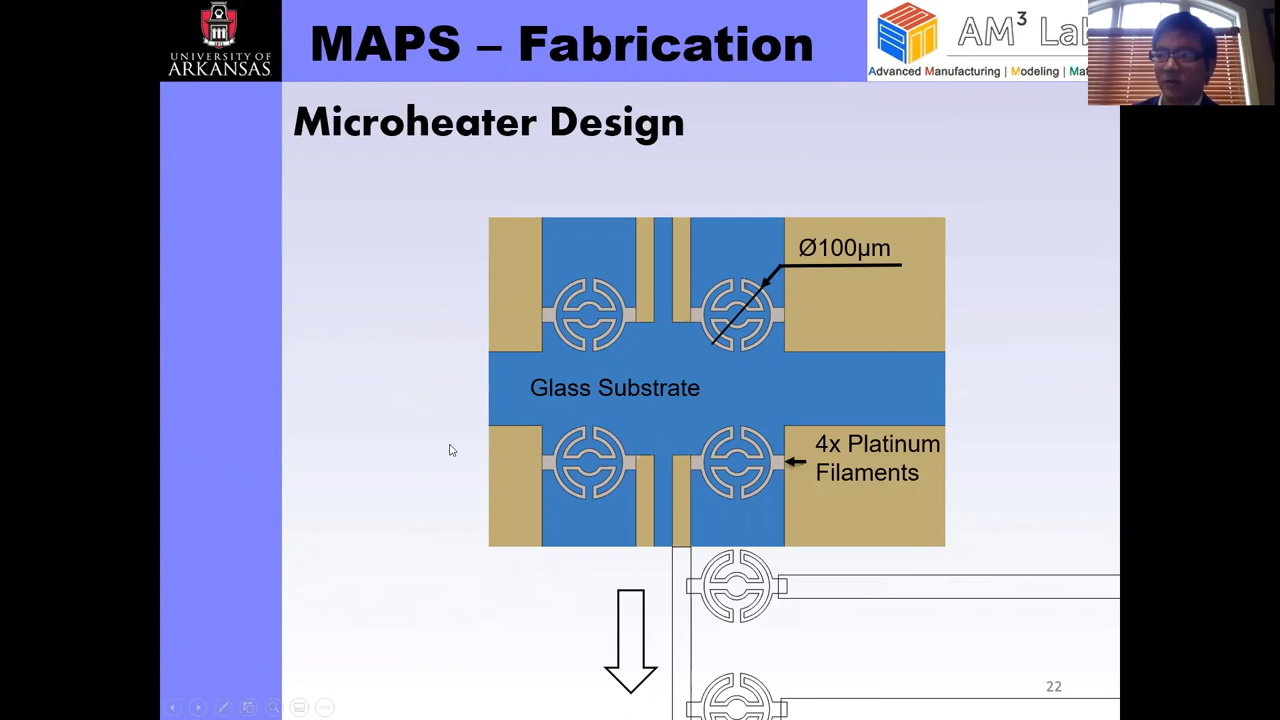 UNIVERSITY OF
ARKANSAS
MAPS – Fabrication
AM³ Lab
Advanced Manufacturing | Modeling |
Microheater Design
Ø100μm
Glass Substrate
4x Platinum
Filaments
22